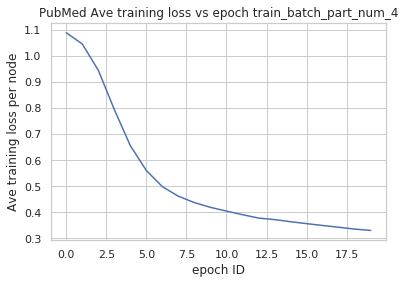 PubMed Ave training loss vs epoch train_batch_part_num_4
1.1
1.0
0.9
0.8
0.7
0.6
0.5
0.4
0.3
Ave training loss per node
0.0 2.5 5.0 7.5 10.0 12.5 15.0 17.5
epoch ID